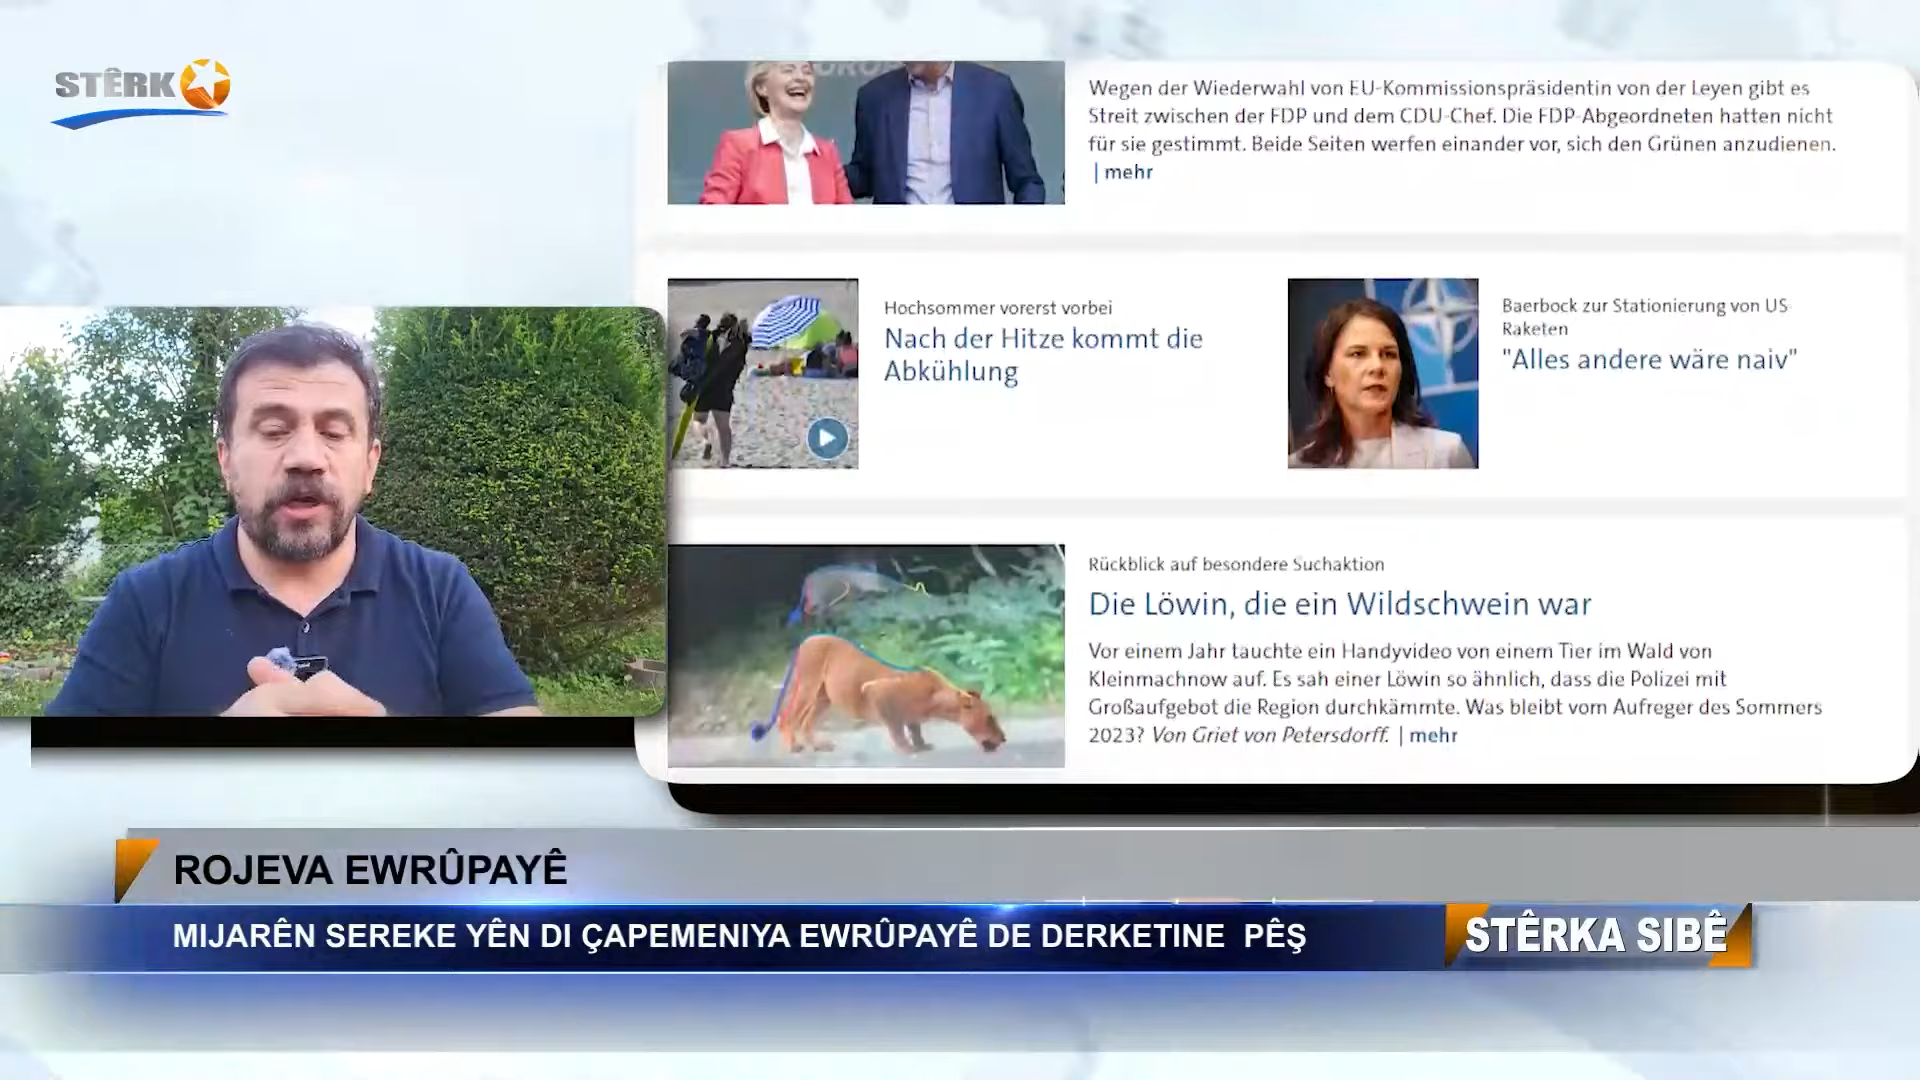 STÊRK
EUROP
Wegen der Wiederwahl von EU-Kommissionspräsidentin von der Leyen gibt es
Streit zwischen der FDP und dem CDU-Chef. Die FDP-Abgeordneten hatten nicht
für sie gestimmt. Beide Seiten werfen einander vor, sich den Grünen anzudienen.
| mehr
Hochsommer vorerst vorbei
Nach der Hitze kommt die
Abkühlung
Baerbock zur Stationierung von US
Raketen
"Alles andere wäre naiv"
Rückblick auf besondere Suchaktion
Die Löwin, die ein Wildschwein war
Vor einem Jahr tauchte ein Handyvideo von einem Tier im Wald von
Kleinmachnow auf. Es sah einer Löwin so ähnlich, dass die Polizei mit
Großaufgebot die Region durchkämmte. Was bleibt vom Aufreger des Sommers
2023? Von Griet von Petersdorff. | mehr
ROJEVA EWRÛPAYÊ
MIJARÊN SEREKE YÊN DI ÇAPEMENIYA EWRÛPAYÊ DE DERKETINE PÊŞ
STÊRKA SIBÊ